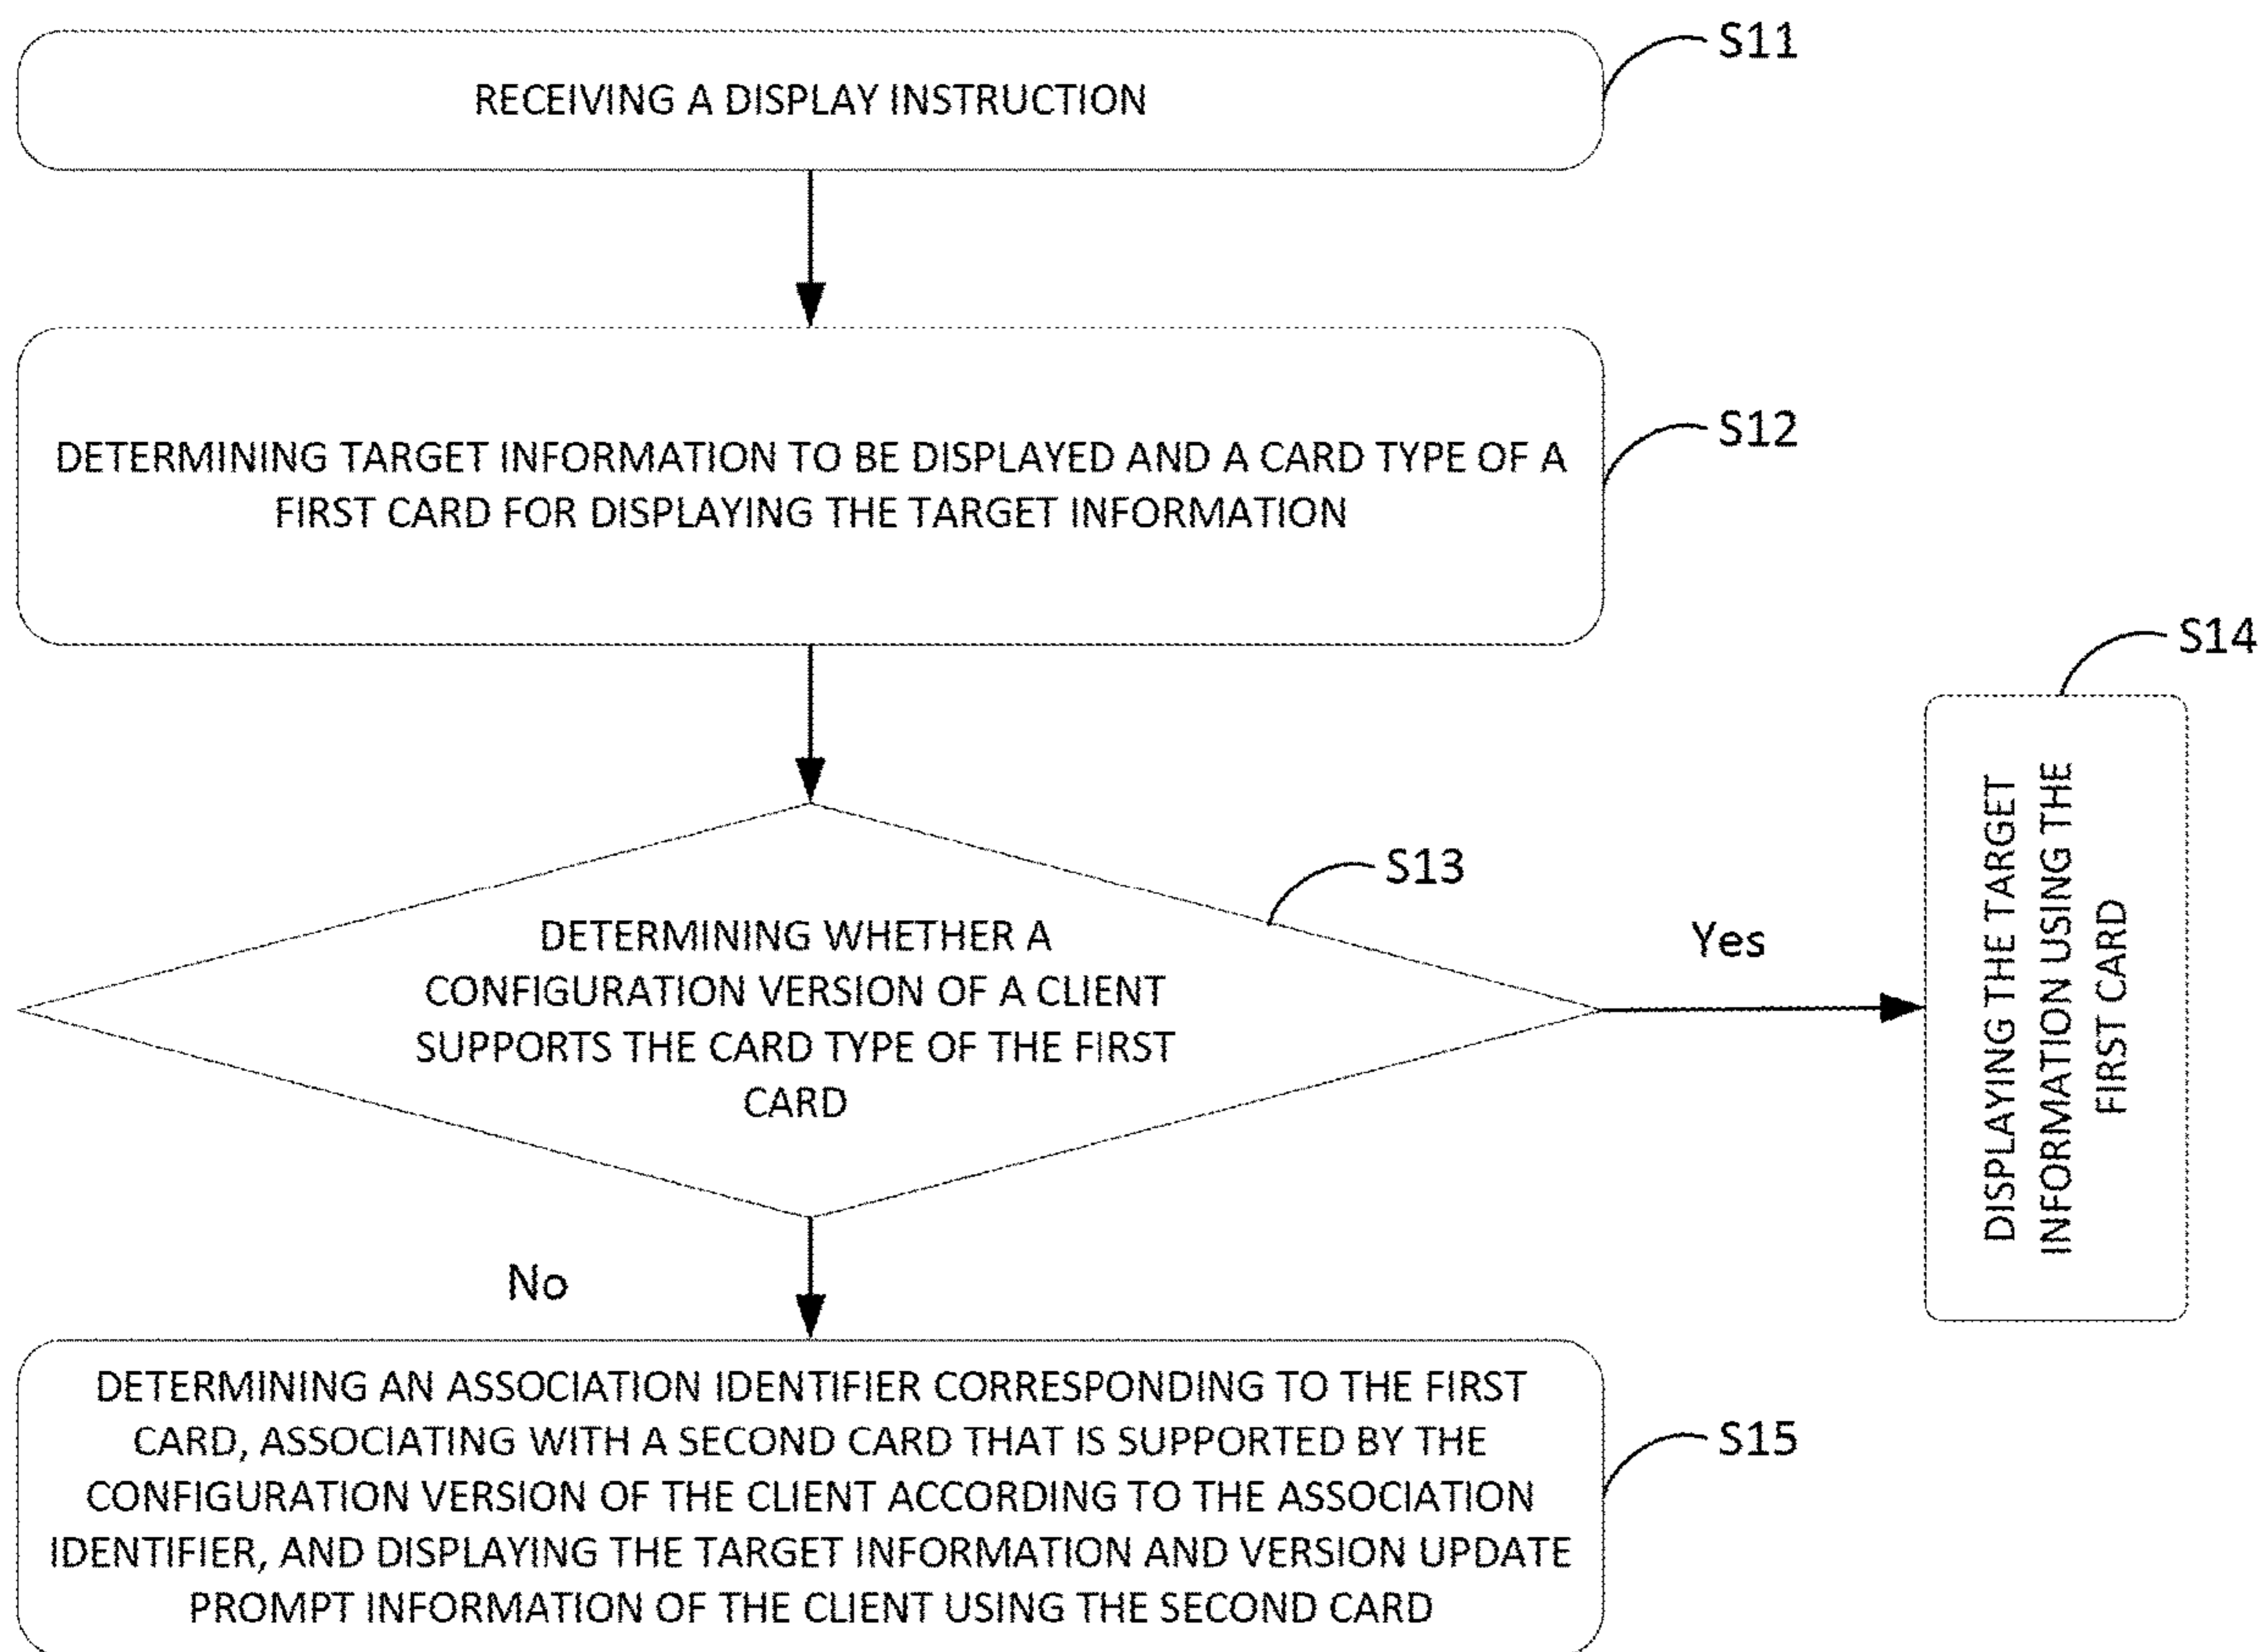 S11
RECEIVING A DISPLAY INSTRUCTION
S12
DETERMINING TARGET INFORMATION TO BE DISPLAYED AND A CARD TYPE OF A
FIRST CARD FOR DISPLAYING THE TARGET INFORMATION
S13
DETERMINING WHETHER A
CONFIGURATION VERSION OF A CLIENT
SUPPORTS THE CARD TYPE OF THE FIRST
CARD
Yes
S14
DISPLAYING THE TARGET
INFORMATION USING THE
FIRST CARD
No
S15
DETERMINING AN ASSOCIATION IDENTIFIER CORRESPONDING TO THE FIRST
CARD, ASSOCIATING WITH A SECOND CARD THAT IS SUPPORTED BY THE
CONFIGURATION VERSION OF THE CLIENT ACCORDING TO THE ASSOCIATION
IDENTIFIER, AND DISPLAYING THE TARGET INFORMATION AND VERSION UPDATE
PROMPT INFORMATION OF THE CLIENT USING THE SECOND CARD